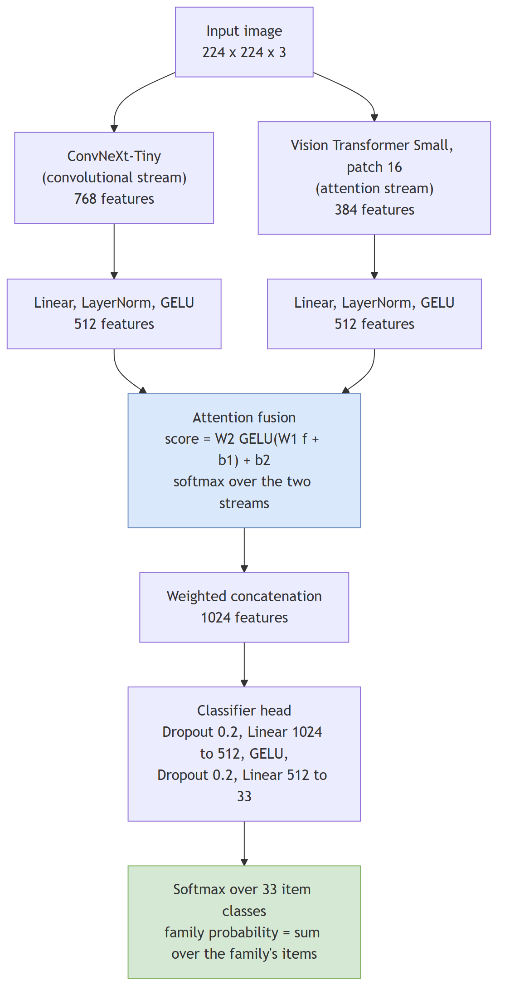 Input image
224 x 224 x 3
ConvNeXt-Tiny
(convolutional stream)
768 features
Vision Transformer Small,
patch 16
(attention stream)
384 features
Linear, LayerNorm, GELU
512 features
Linear, LayerNorm, GELU
512 features
Attention fusion
score = W2 GELU(W1 f +
b1) + b2
softmax over the two
streams
Weighted concatenation
1024 features
Classifier head
Dropout 0.2, Linear 1024
to 512, GELU,
Dropout 0.2, Linear 512 to
33
Softmax over 33 item
classes
family probability = sum
over the family's items